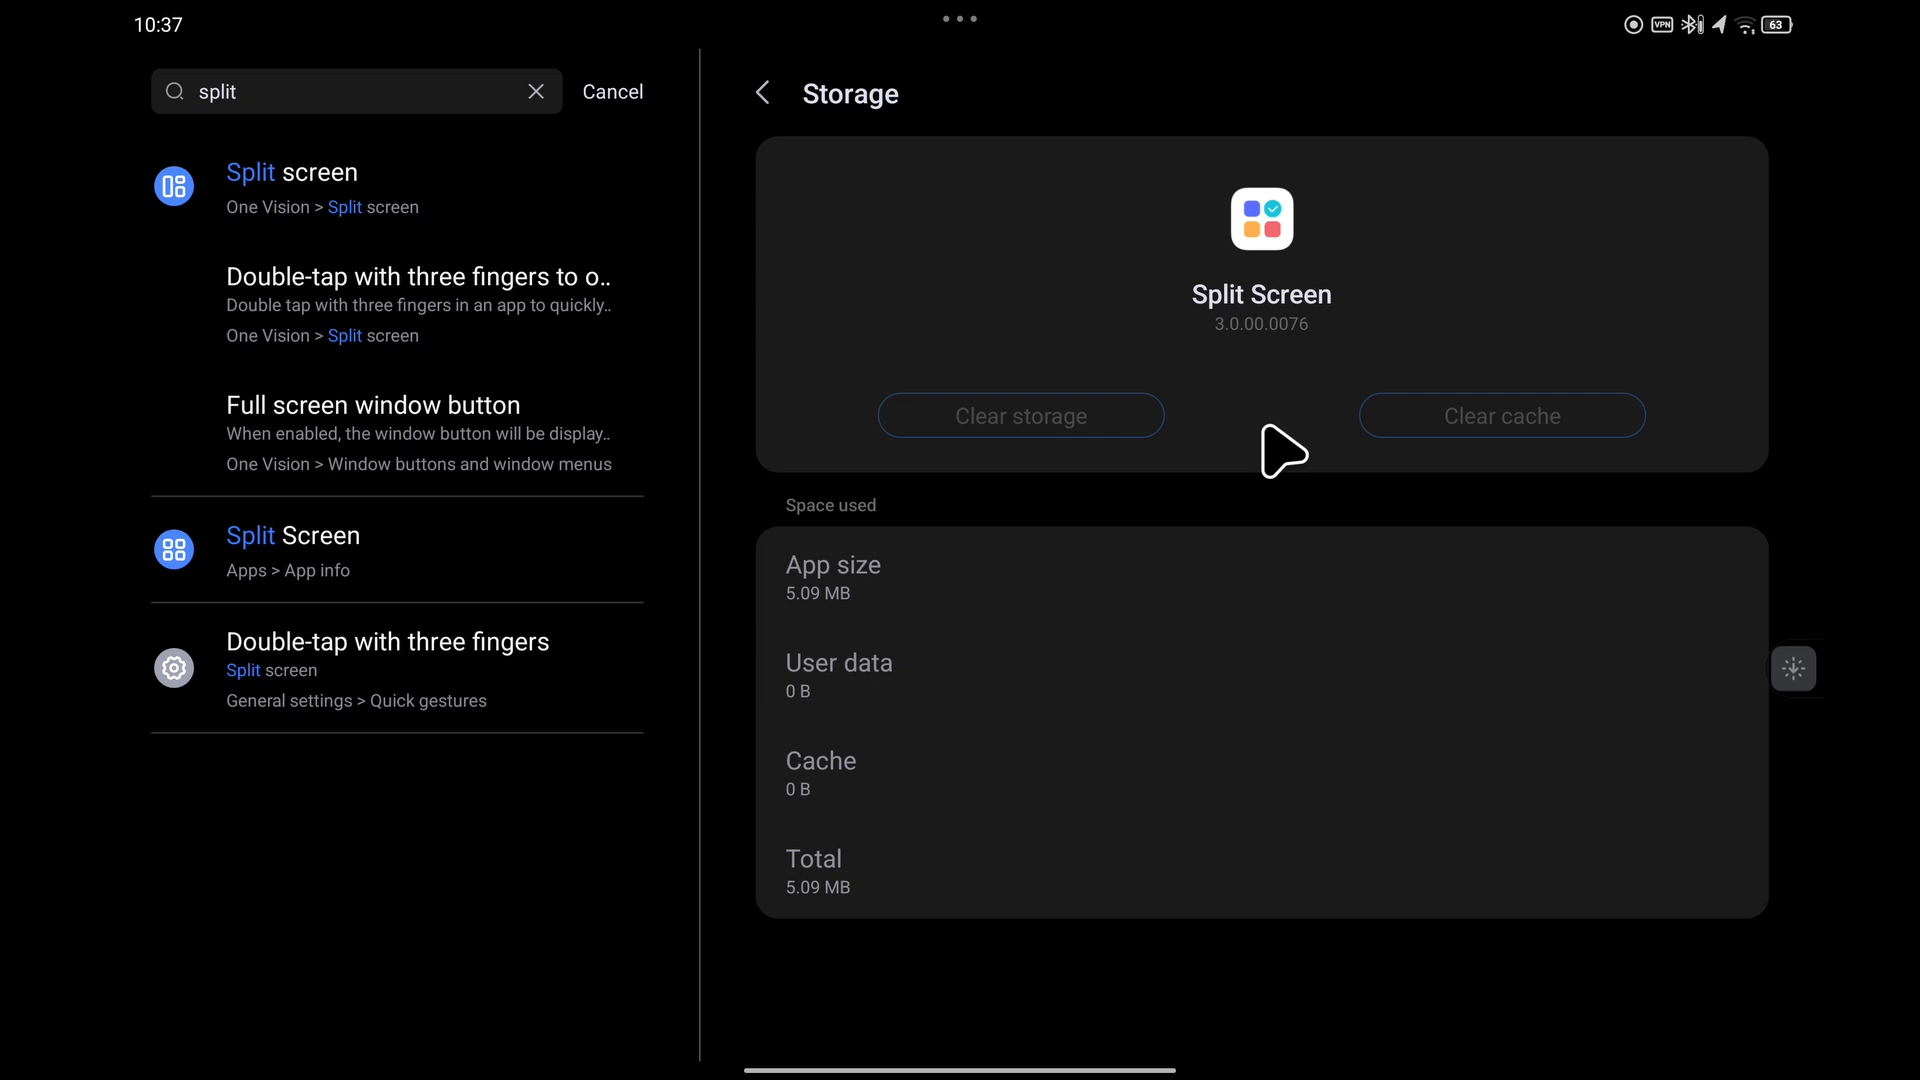 10:37
VPN
63
split
Cancel
Split screen
One Vision > Split screen
Double-tap with three fingers to o..
Double tap with three fingers in an app to quickly..
One Vision > Split screen
Full screen window button
When enabled, the window button will be display..
One Vision > Window buttons and window menus
Split Screen
Apps > App info
Double-tap with three fingers
Split screen
General settings > Quick gestures
Storage
Split Screen
3.0.00.0076
Clear storage
Clear cache
Space used
App size
5.09 MB
User data
0 B
Cache
0 B
Total
5.09 MB